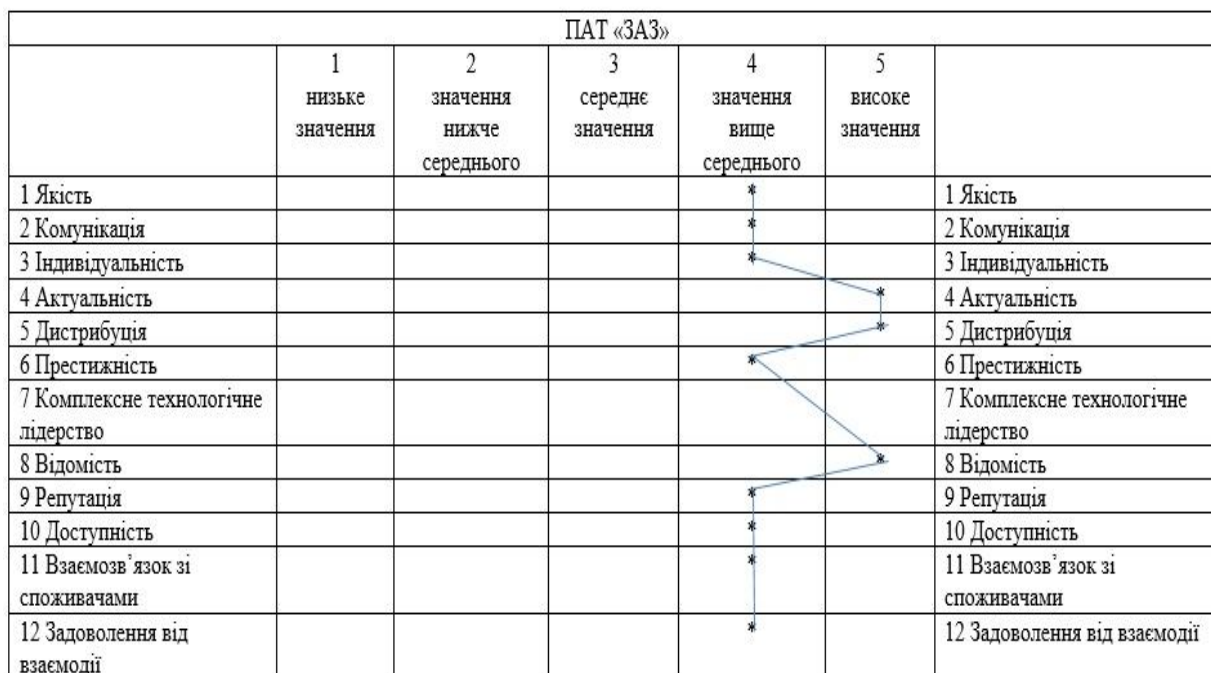 ПАТ «ЗАЗ»
1 2 3 4 5
низьке значення середнє значення високе
значення нижче значення вище значення
середнього середнього
1 Якість * 1 Якість
2 Комунікація * 2 Комунікація
3 Індивідуальність * 3 Індивідуальність
4 Актуальність * 4 Актуальність
5 Дистрибуція * 5 Дистрибуція
6 Престижність * 6 Престижність
7 Комплексне технологічне 7 Комплексне технологічне
лідерство лідерство
8 Відомість * 8 Відомість
9 Репутація * 9 Репутація
10 Доступність * 10 Доступність
11 Взаємозв’язок зі * 11 Взаємозв’язок зі
споживачами споживачами
12 Задоволення від * 12 Задоволення від взаємодії
взаємодії